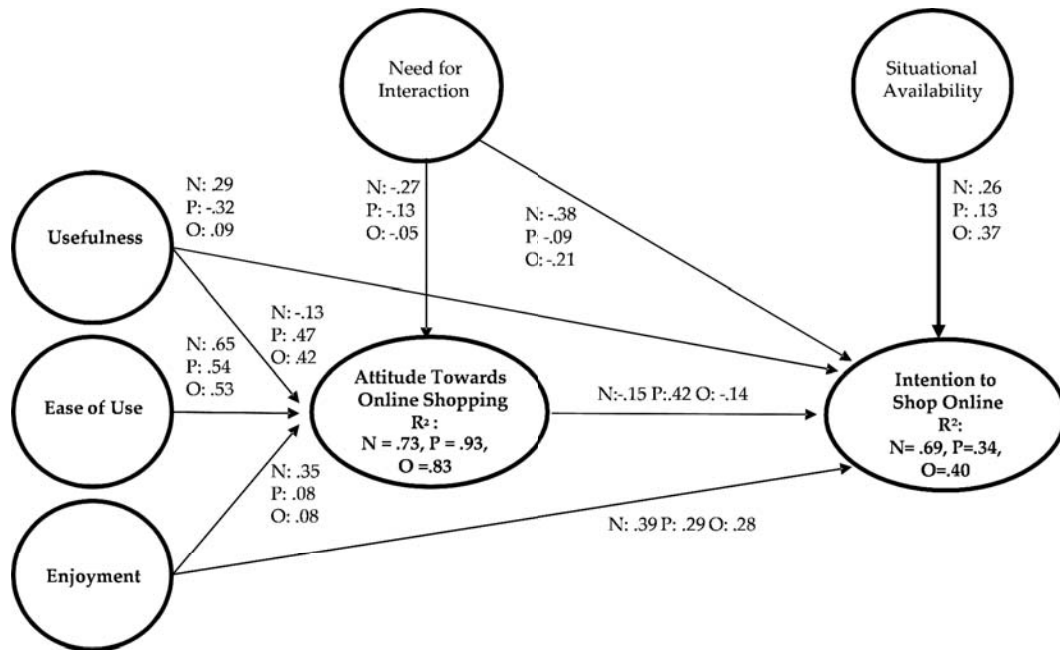 Need for
Interaction
Situational
Availability
N: .29
P: -.32
O: .09
N: -.27
P: -.13
O: -.05
N: -.38
P: -.09
O: -.21
N: .26
P: .13
O: .37
Usefulness
N: -.13
P: .47
O: .42
N: .65
P: .54
O: .53
Ease of Use
Attitude Towards
Online Shopping
R² :
N = .73, P = .93,
O =.83
N:-.15 P:.42 O: -.14
Intention to
Shop Online
R²:
N= .69, P=.34,
O=.40
N: .35
P: .08
O: .08
N: .39 P: .29 O: .28
Enjoyment